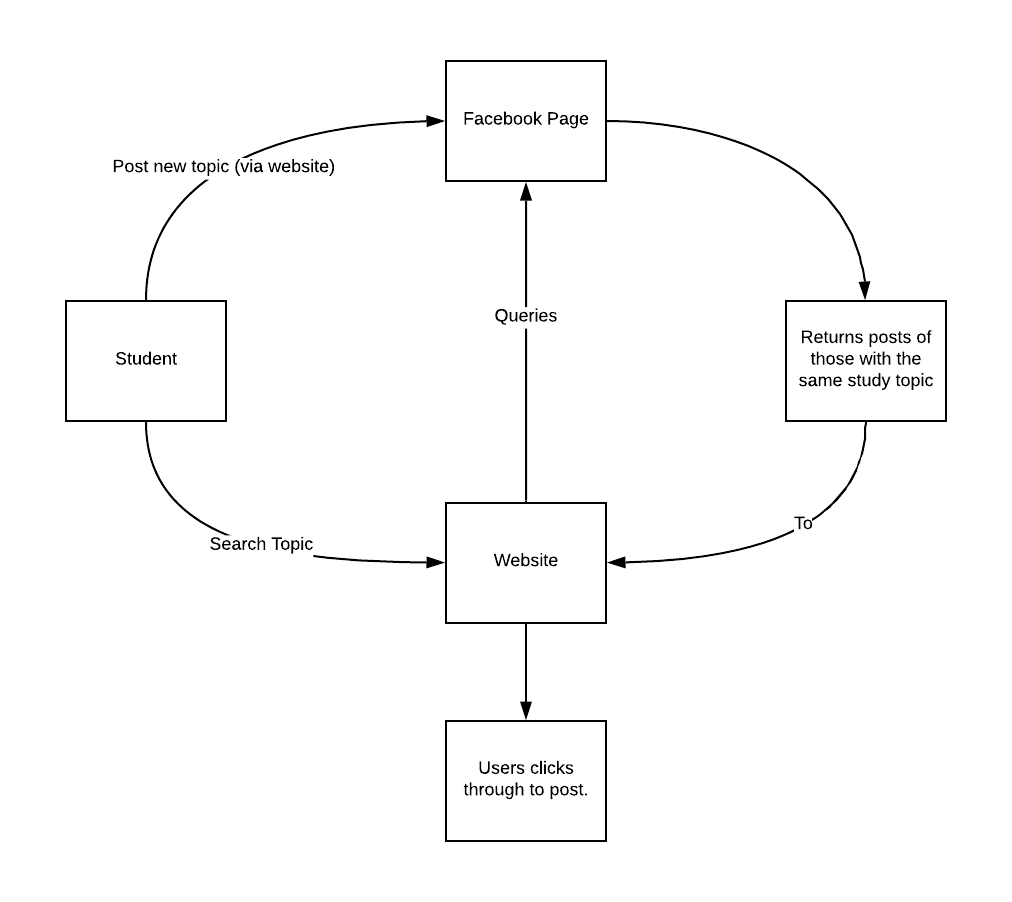 Facebook Page
Post new topic (via website)
Queries
Student
Returns posts of
those with the
same study topic
To
Search Topic
Website
Users clicks
through to post.